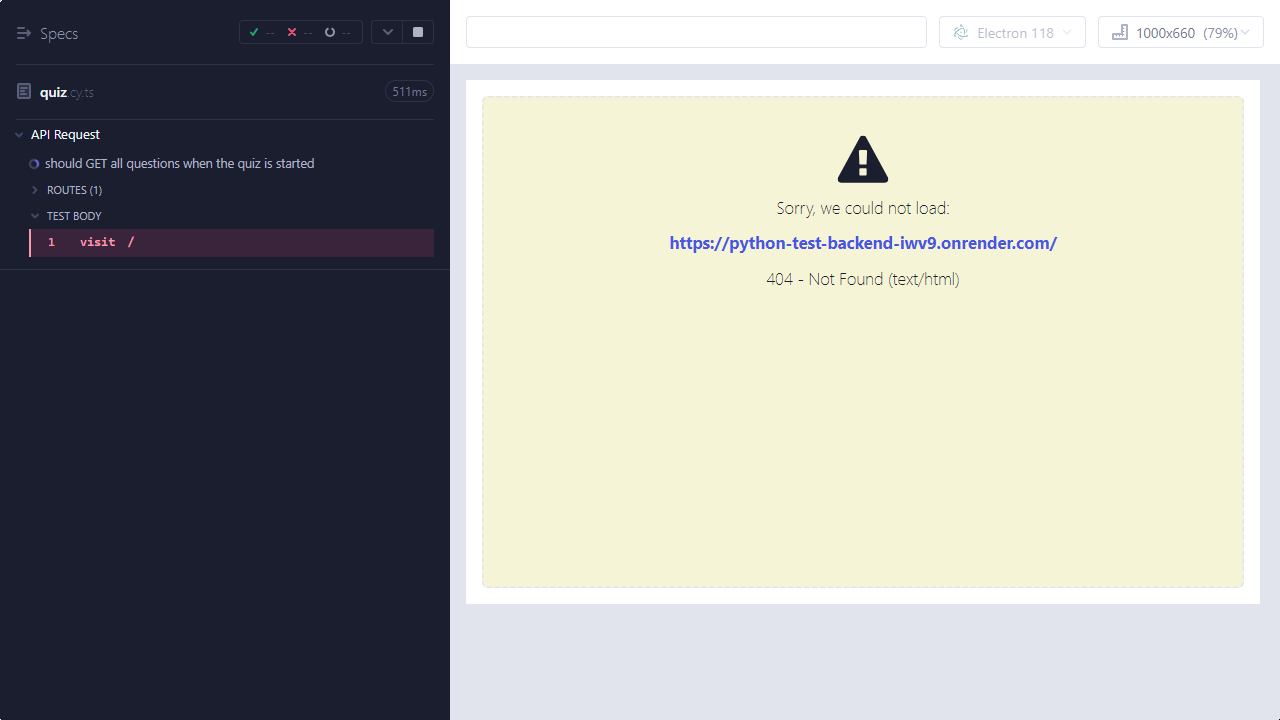 Specs
-- -- --
quiz.cy.ts
511ms
API Request
should GET all questions when the quiz is started
ROUTES (1)
TEST BODY
1 visit /
Electron 118
1000x660 (79%)
Sorry, we could not load:
https://python-test-backend-iwv9.onrender.com/
404 - Not Found (text/html)